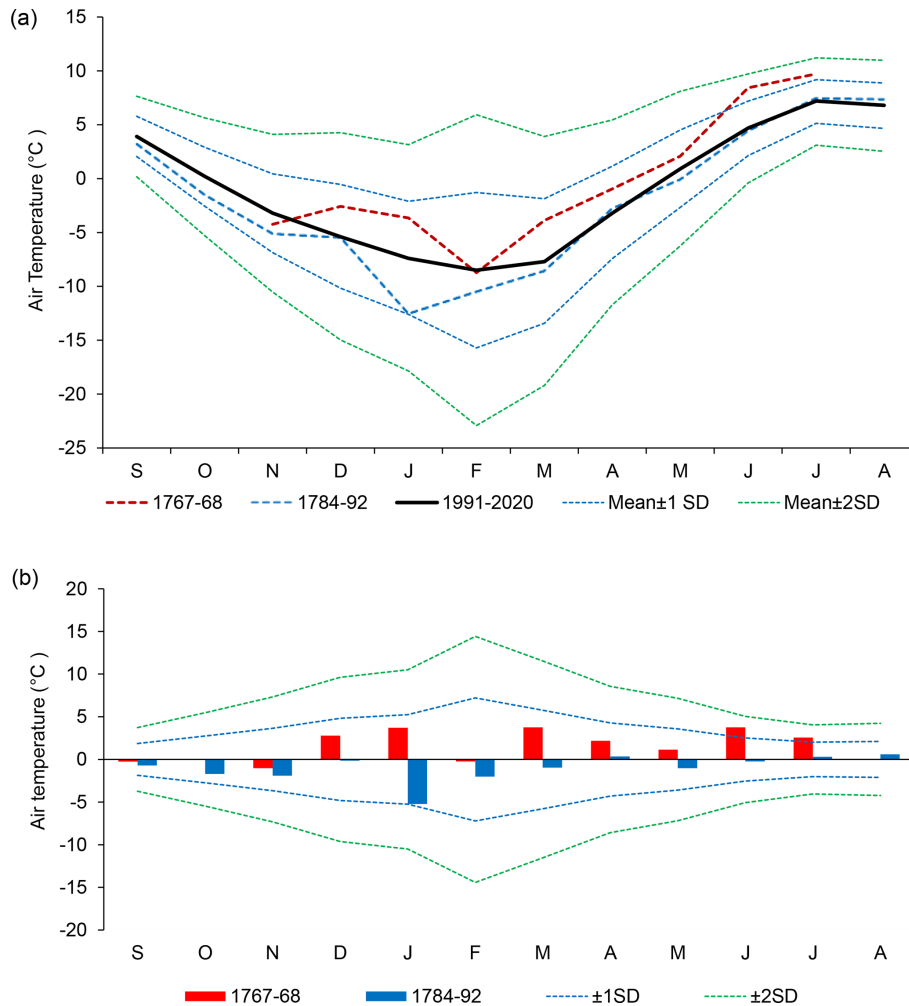 (a)
Air Temperature (°C)
15
10
5
0
-5
-10
-15
-20
-25
S O N D J F M A M J J A
1767-68 1784-92 1991-2020 Mean±1 SD Mean±2SD
(b)
Air temperature (°C )
20
15
10
5
0
-5
-10
-15
-20
S O N D J F M A M J J A
1767-68 1784-92 ±1SD ±2SD